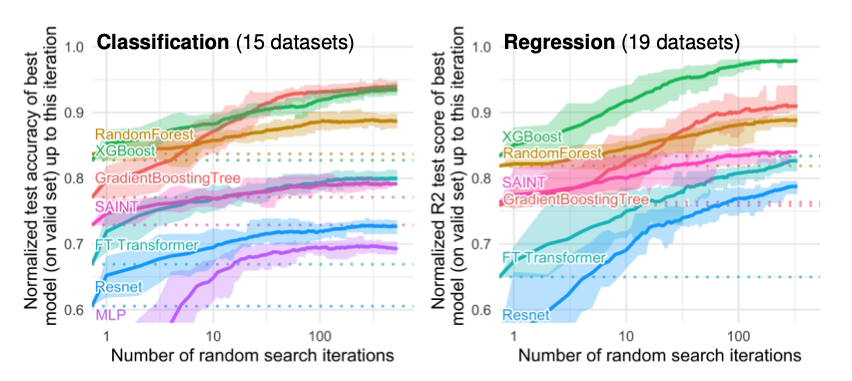 Classification (15 datasets)
Normalized test accuracy of best
model (on valid set) up to this iteration
1.0
0.9
0.8
0.7
0.6
RandomForest
XGBoost
GradientBoostingTree
SAINT
FT Transformer
Resnet
MLP
1
10
100
Number of random search iterations
Regression (19 datasets)
Normalized R2 test score of best
model (on valid set) up to this iteration
1.0
0.9
0.8
0.7
0.6
XGBoost
RandomForest
SAINT
GradientBoostingTree
FT Transformer
Resnet
1
10
100
Number of random search iterations